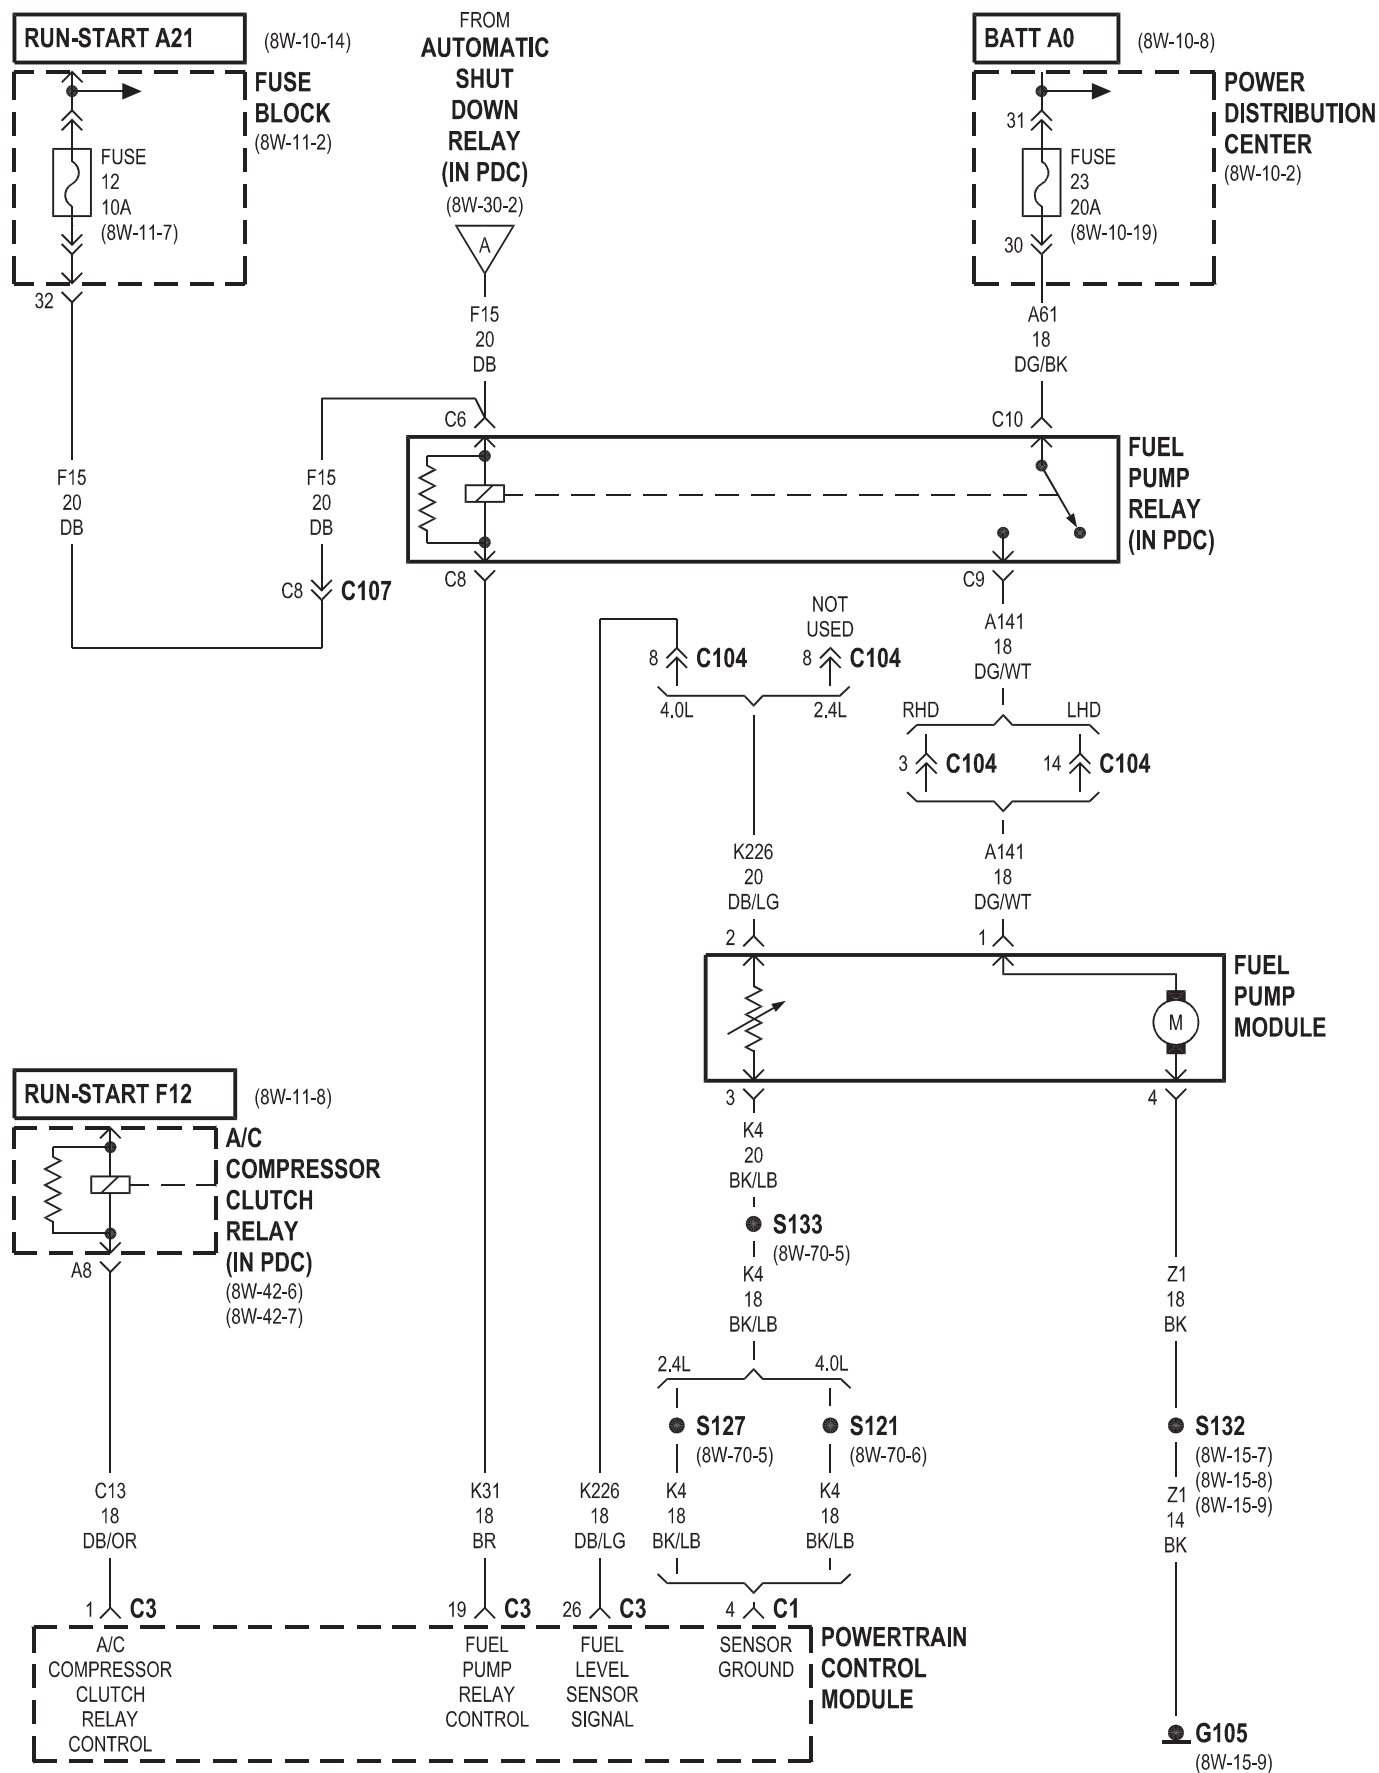 RUN-START A21
(8W-10-14)
FUSE
BLOCK
(8W-11-2)
FUSE
12
10A
(8W-11-7)
32
FROM
AUTOMATIC
SHUT
DOWN
RELAY
(IN PDC)
(8W-30-2)
A
F15
20
DB
BATT A0
(8W-10-8)
POWER
DISTRIBUTION
CENTER
(8W-10-2)
31
FUSE
23
20A
(8W-10-19)
30
A61
18
DG/BK
C6
C10
FUEL
PUMP
RELAY
(IN PDC)
F15
20
DB
F15
20
DB
C8
C107
C8
C9
A141
18
DG/WT
NOT
USED
8
C104
8
C104
4.0L
2.4L
RHD
LHD
3
C104
14
C104
K226
20
DB/LG
A141
18
DG/WT
2
1
FUEL
PUMP
MODULE
M
3
4
K4
20
BK/LB
S133
(8W-70-5)
K4
18
BK/LB
2.4L
4.0L
S127
(8W-70-5)
S121
(8W-70-6)
Z1
18
BK
S132
(8W-15-7)
(8W-15-8)
(8W-15-9)
Z1
14
BK
RUN-START F12
(8W-11-8)
A/C
COMPRESSOR
CLUTCH
RELAY
(IN PDC)
(8W-42-6)
(8W-42-7)
A8
C13
18
DB/OR
K31
18
BR
K226
18
DB/LG
K4
18
BK/LB
K4
18
BK/LB
1
C3
19
C3
26
C3
4
C1
A/C
COMPRESSOR
CLUTCH
RELAY
CONTROL
FUEL
PUMP
RELAY
CONTROL
FUEL
LEVEL
SENSOR
SIGNAL
SENSOR
GROUND
POWERTRAIN
CONTROL
MODULE
G105
(8W-15-9)